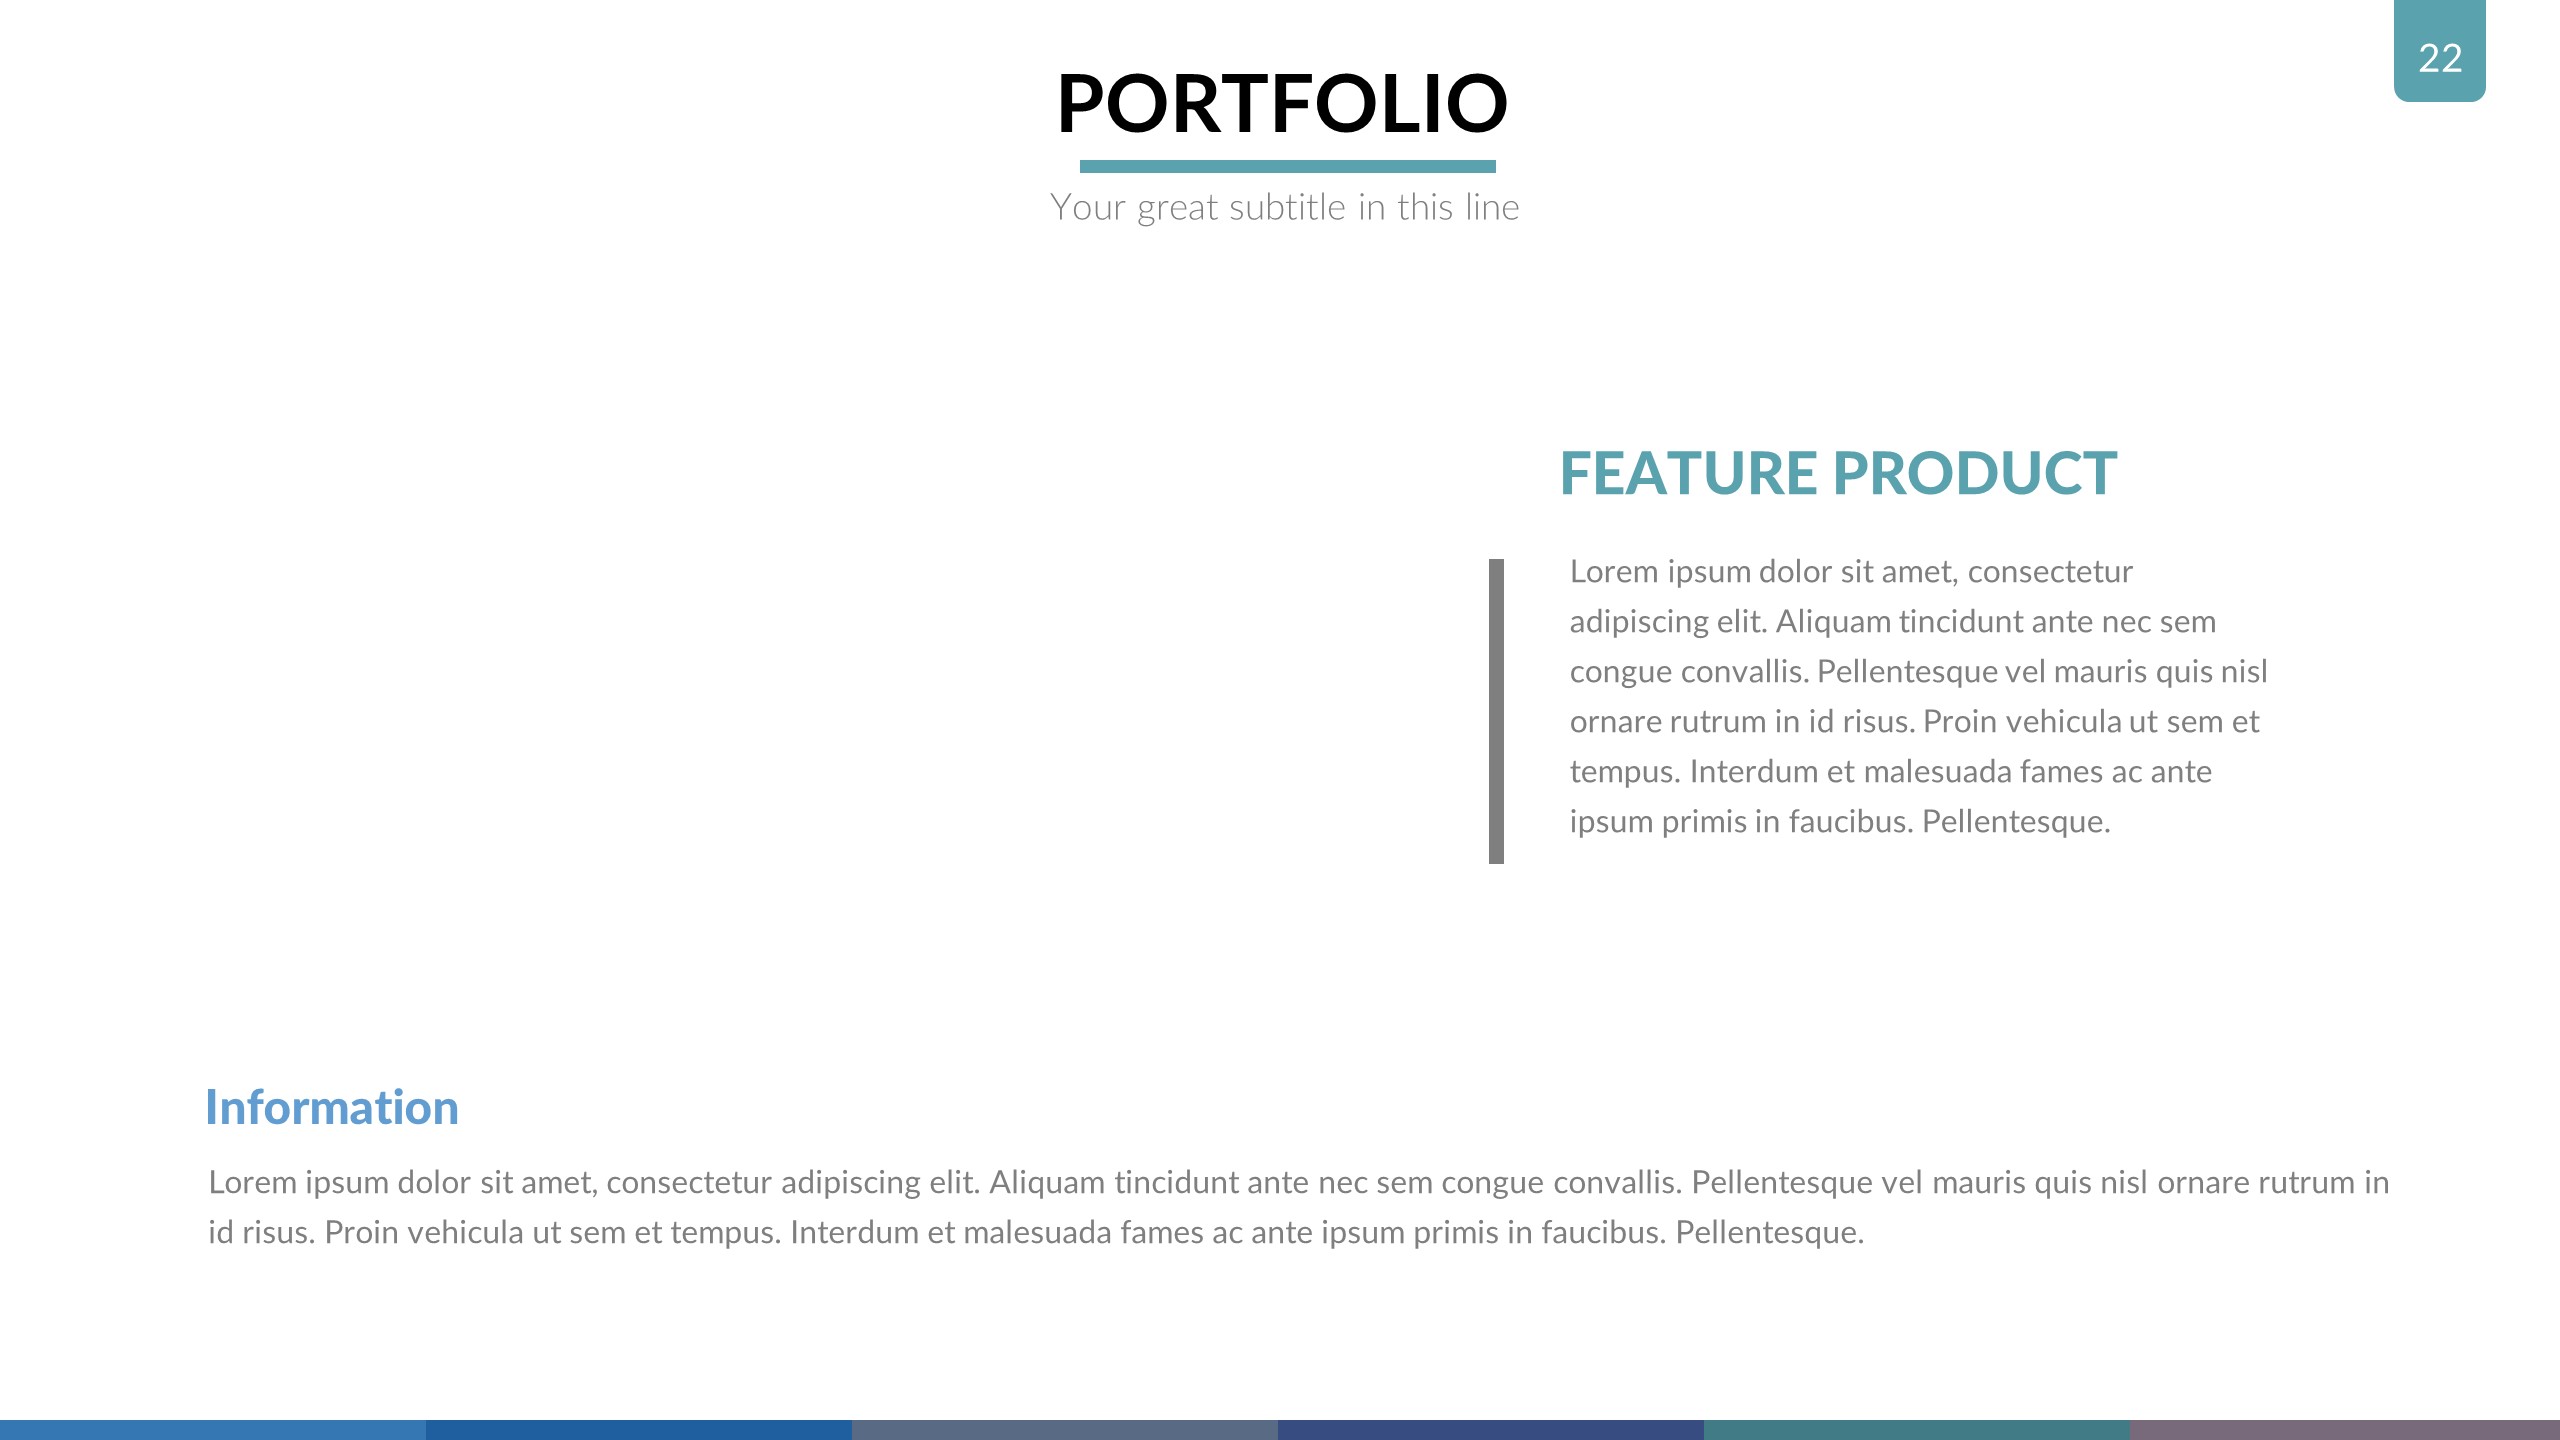 22
PORTFOLIO
Your great subtitle in this line
FEATURE PRODUCT
Lorem ipsum dolor sit amet, consectetur
adipiscing elit. Aliquam tincidunt ante nec sem
congue convallis. Pellentesque vel mauris quis nisl
ornare rutrum in id risus. Proin vehicula ut sem et
tempus. Interdum et malesuada fames ac ante
ipsum primis in faucibus. Pellentesque.
Information
Lorem ipsum dolor sit amet, consectetur adipiscing elit. Aliquam tincidunt ante nec sem congue convallis. Pellentesque vel mauris quis nisl ornare rutrum in
id risus. Proin vehicula ut sem et tempus. Interdum et malesuada fames ac ante ipsum primis in faucibus. Pellentesque.